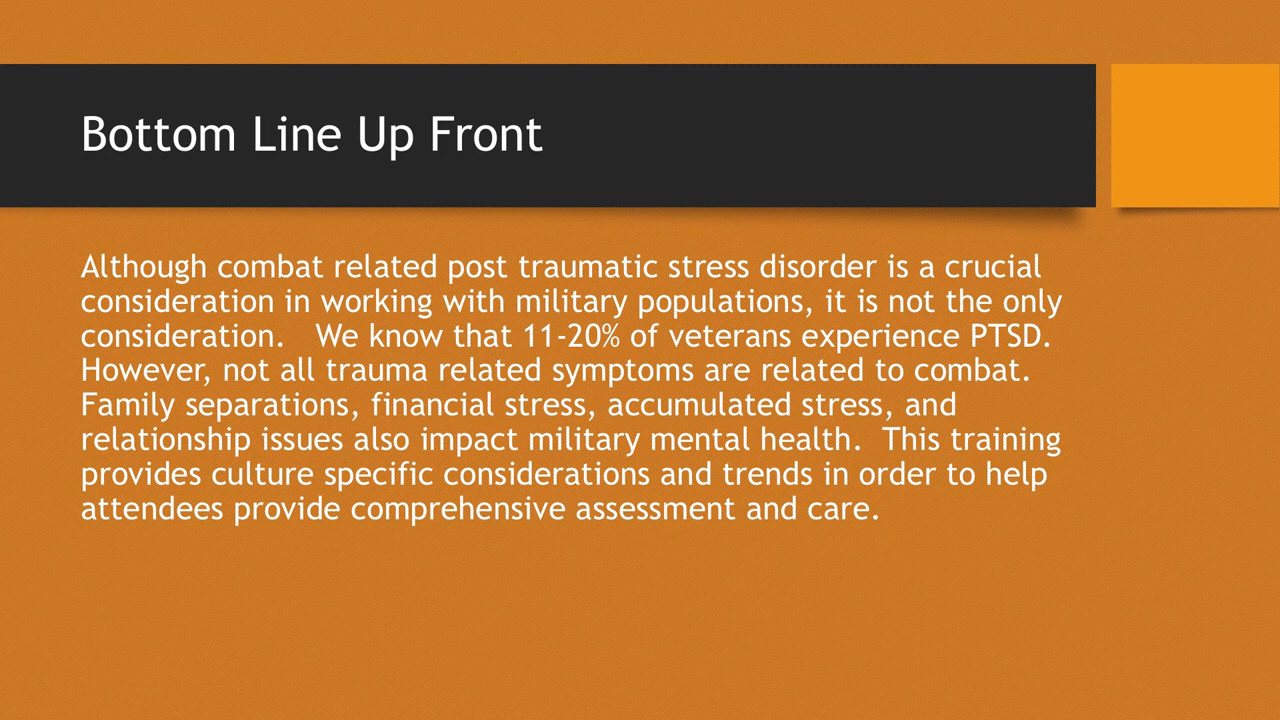 Bottom Line Up Front
Although combat related post traumatic stress disorder is a crucial
consideration in working with military populations, it is not the only
consideration.   We know that 11-20% of veterans experience PTSD.
However, not all trauma related symptoms are related to combat.
Family separations, financial stress, accumulated stress, and
relationship issues also impact military mental health.  This training
provides culture specific considerations and trends in order to help
attendees provide comprehensive assessment and care.